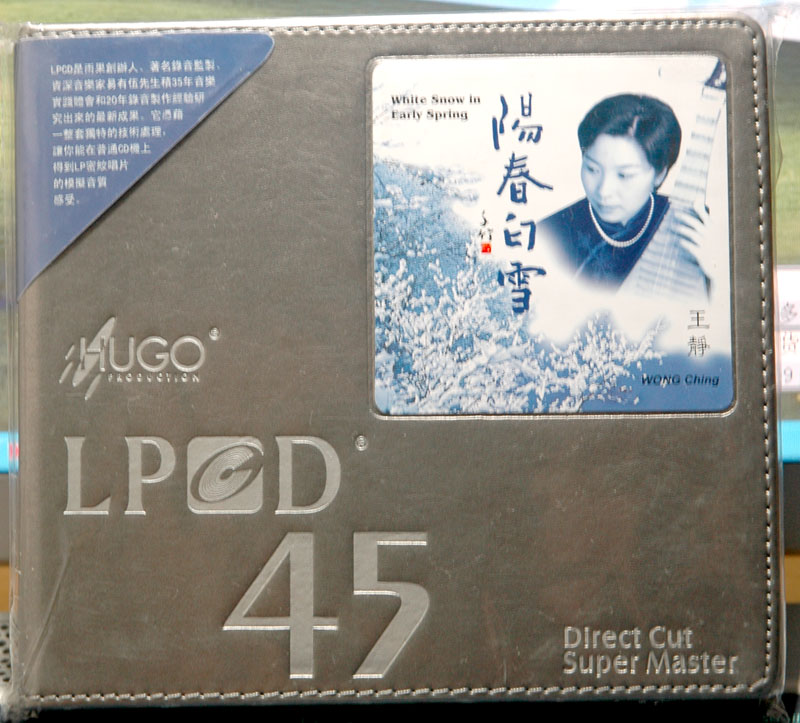 LPCD是雨果創辦人、著名錄音監製、
資深音樂家易有伍先生積35年音樂
實踐體會和20年錄音製作經驗研
究出來的最新成果。它憑藉
一整套獨特的技術處理,
讓你能在普通CD機上
得到LP密紋唱片
的模擬音質
感受。
White Snow in
Early Spring
陽春白雪
王靜
WONG Ching
HUGO®
PRODUCTION
LPCD®
45
Direct Cut
Super Master